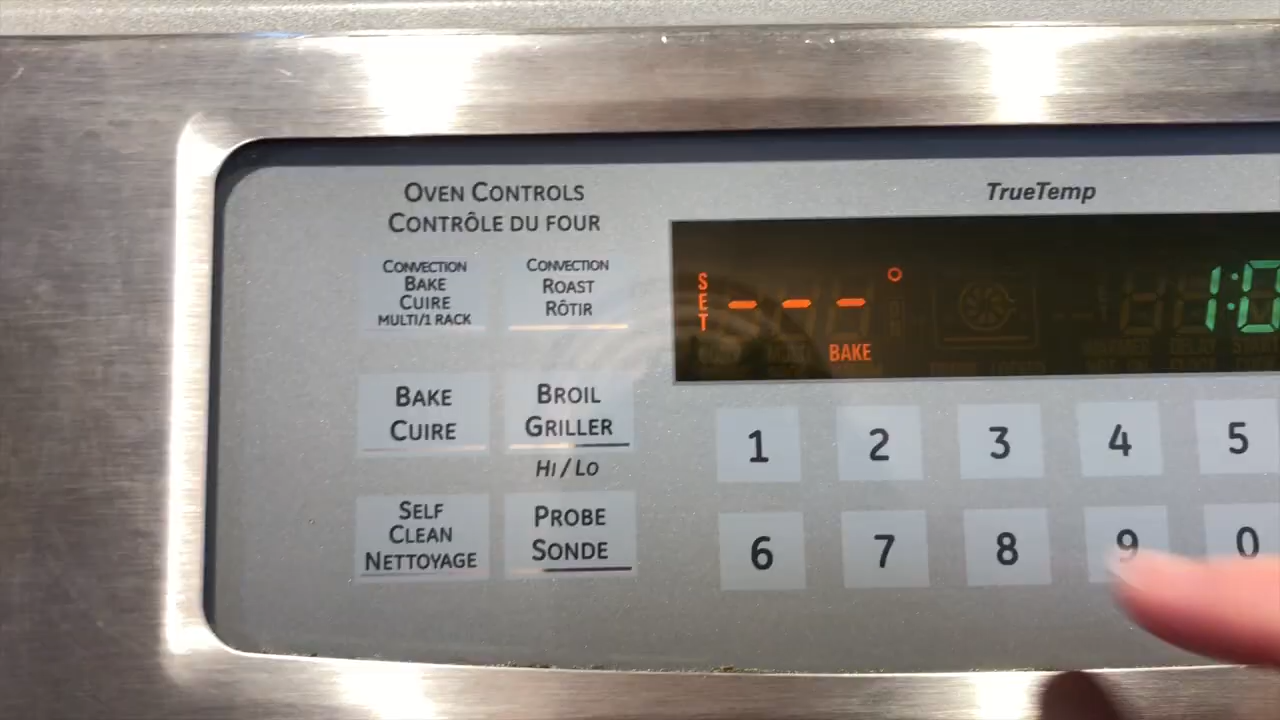 OVEN CONTROLS
CONTRÔLE DU FOUR
TrueTemp
CONVECTION
BAKE
CUIRE
MULTI/1 RACK
CONVECTION
ROAST
RÔTIR
SET
---°
BAKE
1:0
BAKE
CUIRE
BROIL
GRILLER
HI/LO
SELF
CLEAN
NETTOYAGE
PROBE
SONDE
1 2 3 4 5
6 7 8 9 0